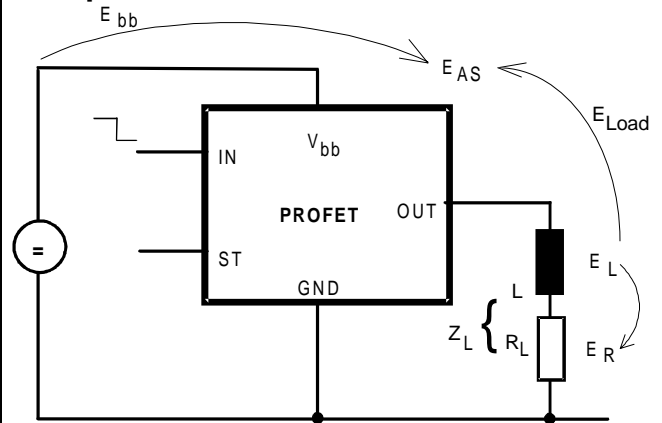 E bb
E AS
E Load
V bb
IN
PROFET
OUT
=
ST
GND
L
E L
Z L { R L
E R